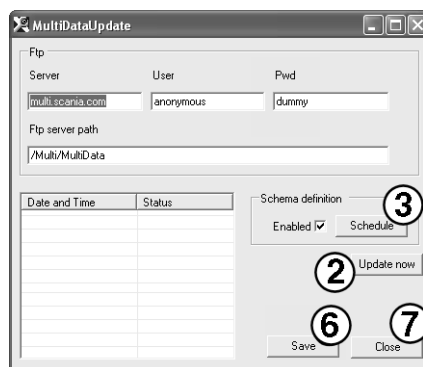 MultiDataUpdate
Ftp
Server User Pwd
multi.scania.com anonymous dummy
Ftp server path
/Multi/MultiData
Date and Time Status
Schema definition
3
Enabled Schedule
2
Update now
6
7
Save
Close